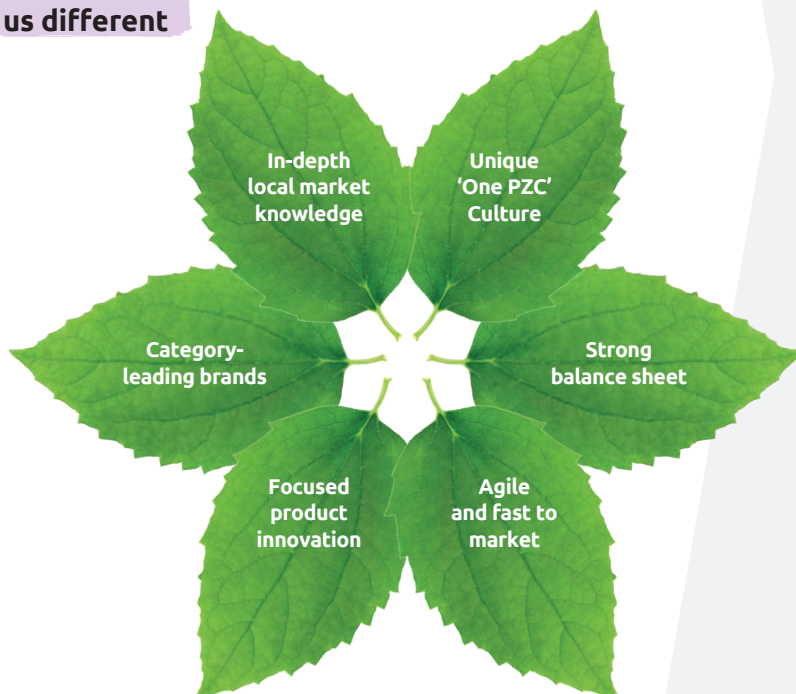 us different
In-depth
local market
knowledge
Unique
‘One PZC’
Culture
Category-
leading brands
Strong
balance sheet
Focused
product
innovation
Agile
and fast to
market